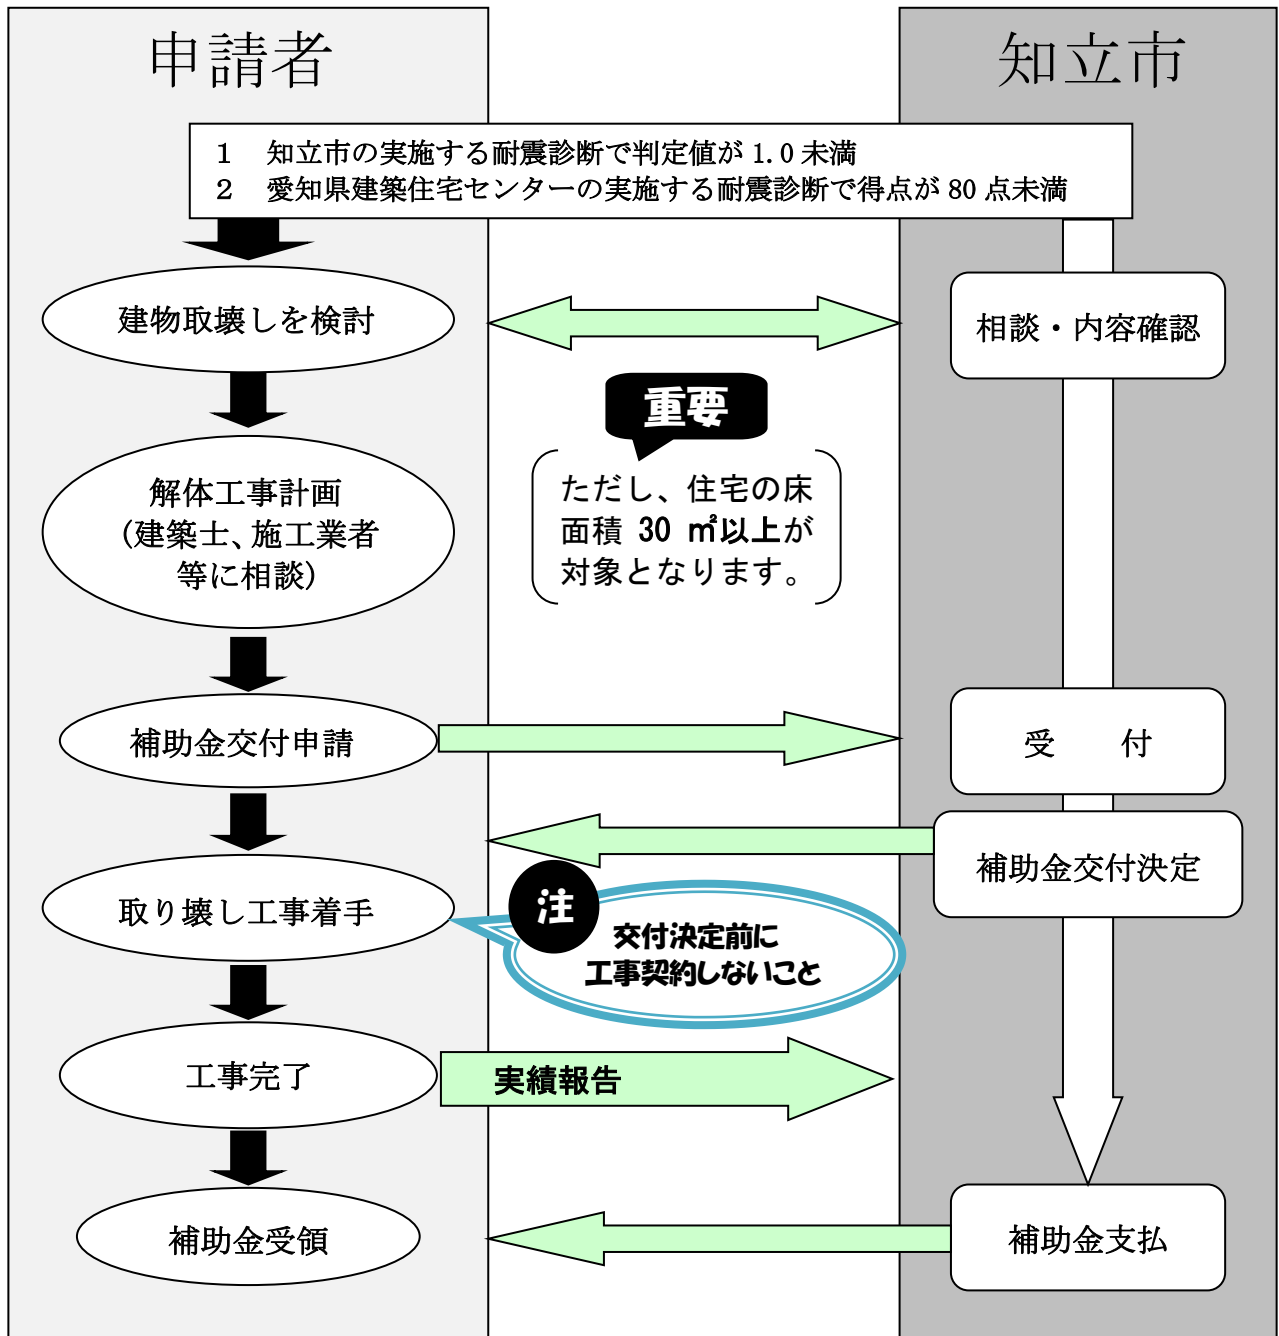 申請者
知立市
１　知立市の実施する耐震診断で判定値が 1.0 未満
２　愛知県建築住宅センターの実施する耐震診断で得点が 80 点未満
建物取壊しを検討
相談・内容確認
重要
ただし、住宅の床
面積 30 ㎡以上が
対象となります。
解体工事計画
(建築士、施工業者
等に相談)
補助金交付申請
受　　付
補助金交付決定
取り壊し工事着手
注
交付決定前に
工事契約しないこと
工事完了
実績報告
補助金受領
補助金支払